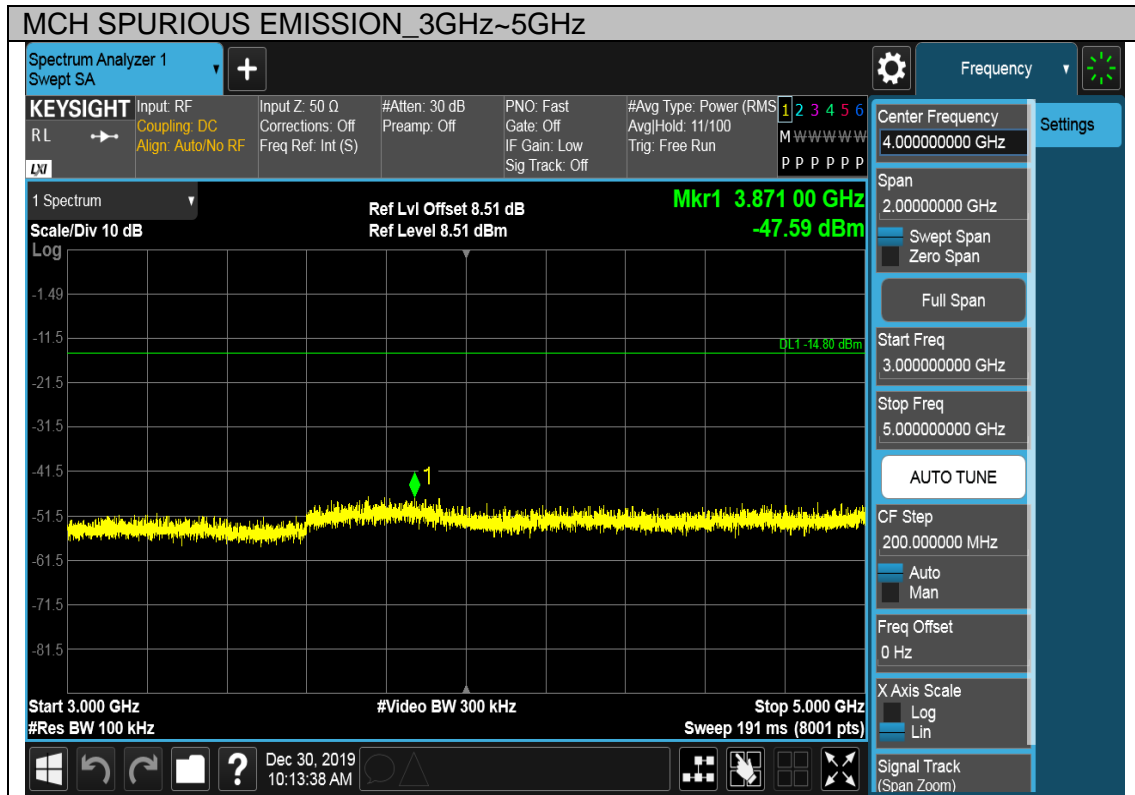 MCH SPURIOUS EMISSION_3GHz~5GHz
Spectrum Analyzer 1
Swept SA
+
Frequency
KEYSIGHT
RL
LXI
Input: RF
Coupling: DC
Align: Auto/No RF
Input Z: 50 Ω
Corrections: Off
Freq Ref: Int (S)
#Atten: 30 dB
Preamp: Off
PNO: Fast
Gate: Off
IF Gain: Low
Sig Track: Off
#Avg Type: Power (RMS
Avg|Hold: 11/100
Trig: Free Run
1 2 3 4 5 6
M W W W W W
P P P P P P
1 Spectrum
Scale/Div 10 dB
Log
Ref Lvl Offset 8.51 dB
Ref Level 8.51 dBm
Mkr1 3.871 00 GHz
-47.59 dBm
-1.49
-11.5
DL1 -14.80 dBm
-21.5
-31.5
-41.5
1
-51.5
-61.5
-71.5
-81.5
Start 3.000 GHz
#Res BW 100 kHz
#Video BW 300 kHz
Stop 5.000 GHz
Sweep 191 ms (8001 pts)
Center Frequency
4.000000000 GHz
Settings
Span
2.00000000 GHz
Swept Span
Zero Span
Full Span
Start Freq
3.000000000 GHz
Stop Freq
5.000000000 GHz
AUTO TUNE
CF Step
200.000000 MHz
Auto
Man
Freq Offset
0 Hz
X Axis Scale
Log
Lin
Signal Track
(Span Zoom)
?
Dec 30, 2019
10:13:38 AM